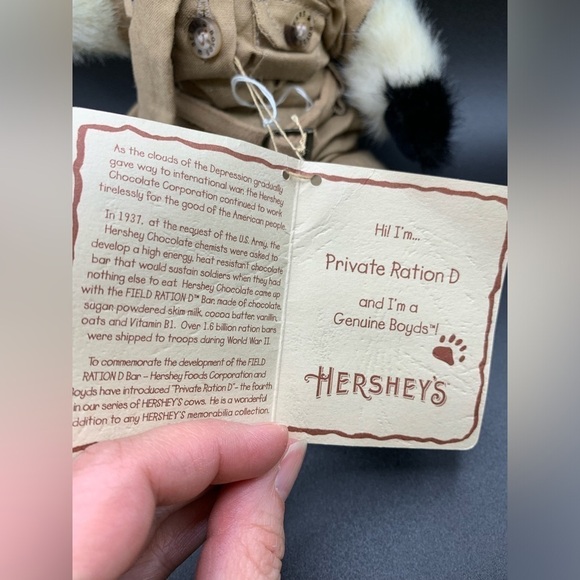 As the clouds of the Depression gradually
gave way to international war, the Hershey
Chocolate Corporation continued to work
tirelessly for the good of the American people.
In 1937, at the request of the U.S. Army, the
Hershey Chocolate chemists were asked to
develop a high energy, heat resistant chocolate
bar that would sustain soldiers when they had
nothing else to eat. Hershey Chocolate came up
with the FIELD RATION D™ Bar, made of chocolate,
sugar powdered skim milk, cocoa butter, vanillin,
oats and Vitamin B1. Over 1.6 billion ration bars
were shipped to troops during World War II.
To commemorate the development of the FIELD
RATION D Bar – Hershey Foods Corporation and
Boyds have introduced "Private Ration D"- the fourth
in our series of HERSHEY'S cows. He is a wonderful
addition to any HERSHEY'S memorabilia collection.
Hi! I'm...
Private Ration D
and I'm a
Genuine Boyds™!
HERSHEY'S